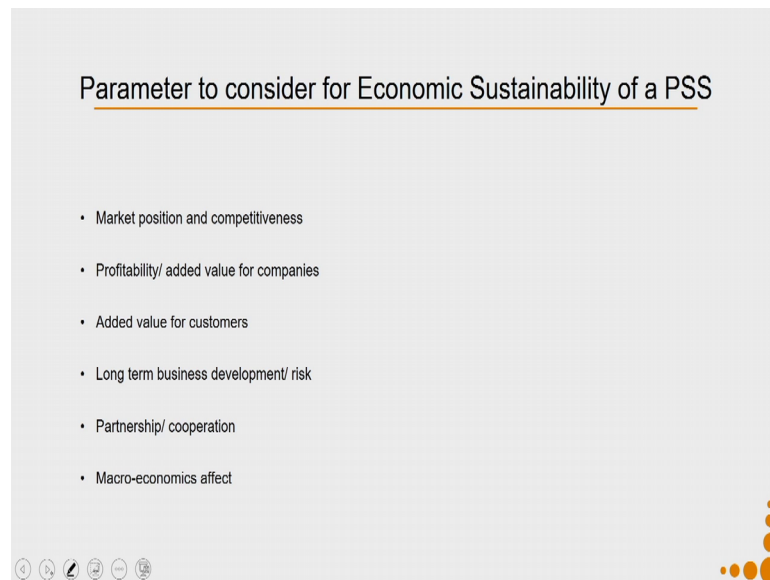 Parameter to consider for Economic Sustainability of a PSS
• Market position and competitiveness
• Profitability/ added value for companies
• Added value for customers
• Long term business development/ risk
• Partnership/ cooperation
• Macro-economics affect